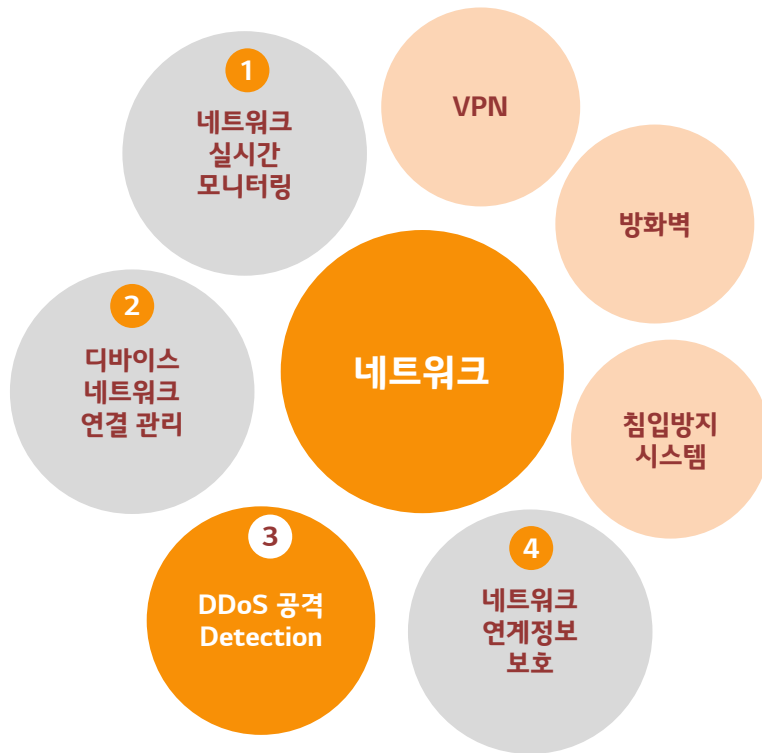 1
네트워크
실시간
모니터링
VPN
방화벽
2
디바이스
네트워크
연결 관리
네트워크
침입방지
시스템
3
DDoS 공격
Detection
4
네트워크
연계정보
보호